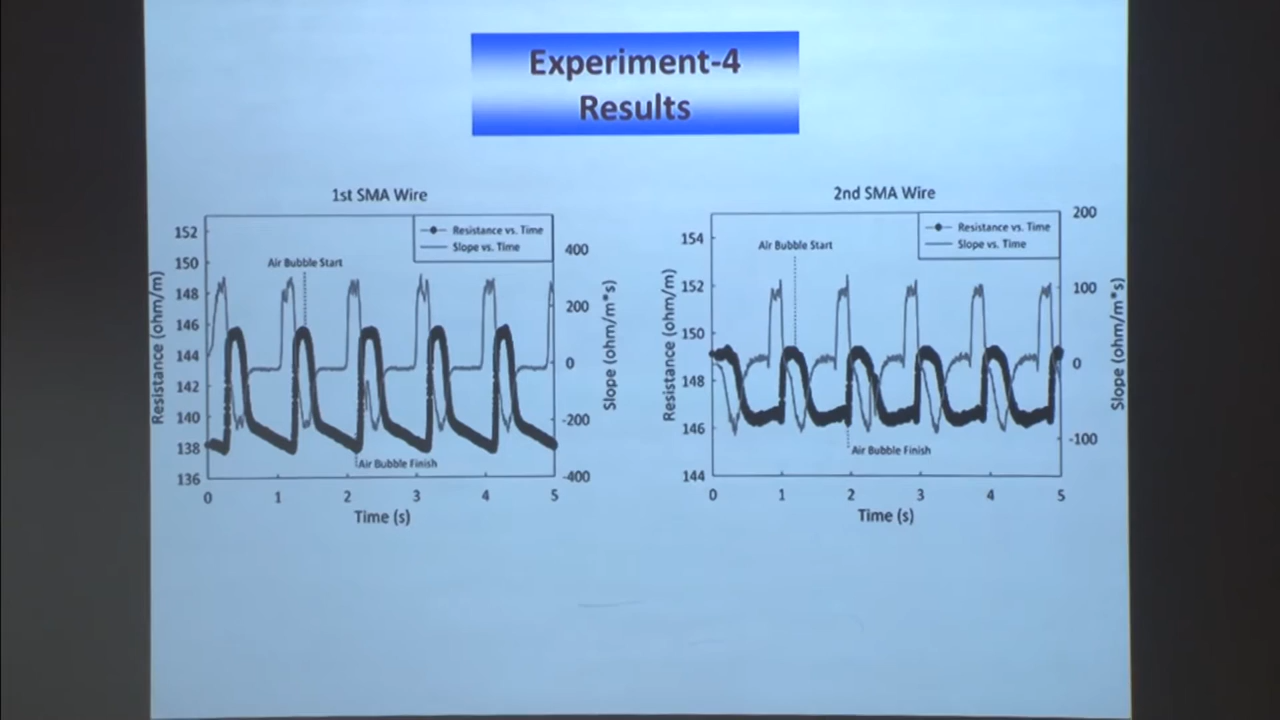 Experiment-4
Results
1st SMA Wire
Resistance vs. Time
Slope vs. Time
Air Bubble Start
Air Bubble Finish
152
150
148
146
144
142
140
138
136
400
200
0
-200
-400
0 1 2 3 4 5
Resistance (ohm/m)
Slope (ohm/m*s)
Time (s)
2nd SMA Wire
Resistance vs. Time
Slope vs. Time
Air Bubble Start
Air Bubble Finish
154
152
150
148
146
144
200
100
0
-100
0 1 2 3 4 5
Resistance (ohm/m)
Slope (ohm/m*s)
Time (s)